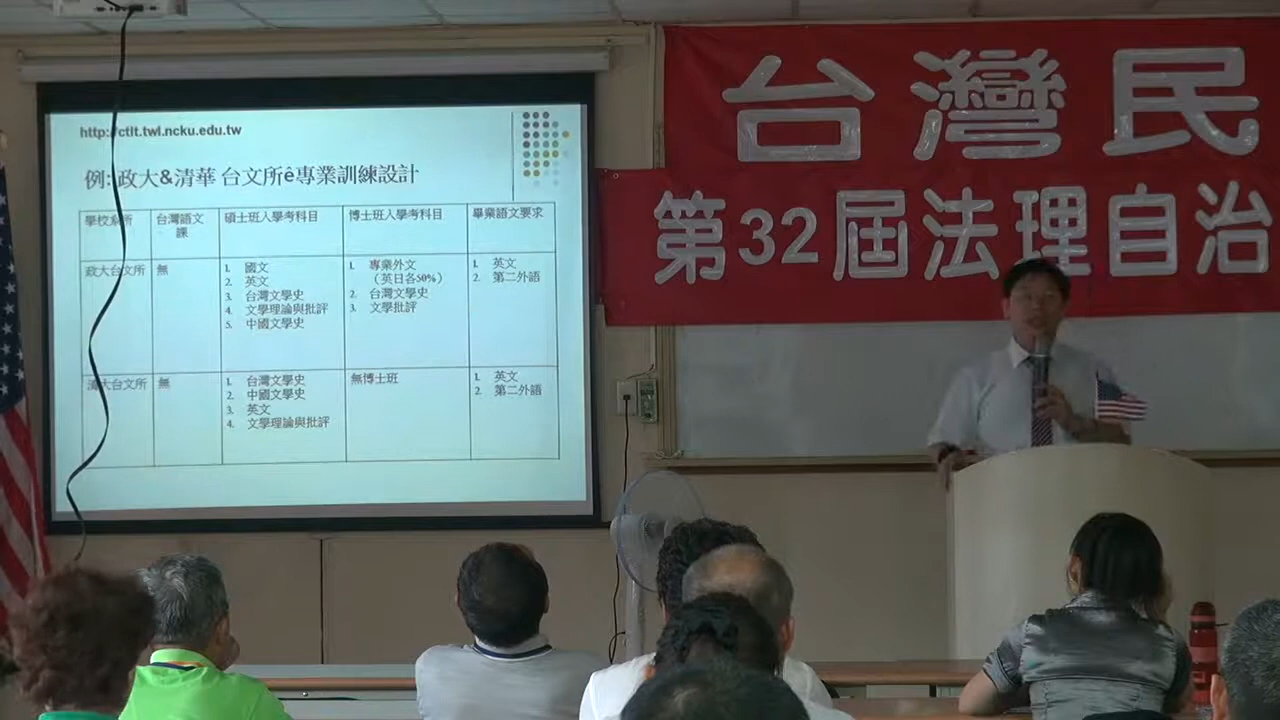 http://ctlt.twl.ncku.edu.tw
例: 政大&清華 台文所ê專業訓練設計
學校系所
台灣語文課
碩士班入學考科目
博士班入學考科目
畢業語文要求
政大台文所
無
1. 國文
2. 英文
3. 台灣文學史
4. 文學理論與批評
5. 中國文學史
1. 專業外文
（英日各50%）
2. 台灣文學史
3. 文學批評
1. 英文
2. 第二外語
清大台文所
無
1. 台灣文學史
2. 中國文學史
3. 英文
4. 文學理論與批評
無博士班
1. 英文
2. 第二外語
台灣民
第32屆法理自治